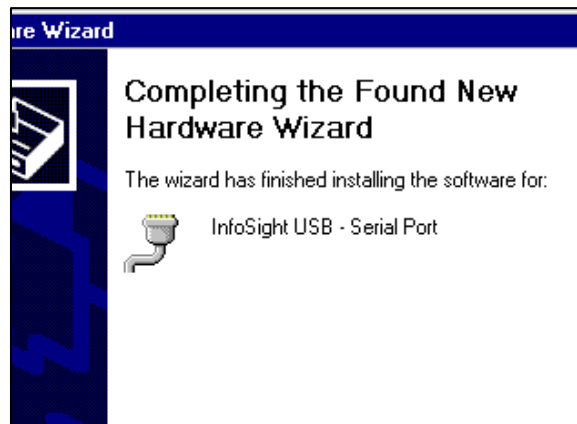 re Wizard
Completing the Found New
Hardware Wizard
The wizard has finished installing the software for:
InfoSight USB - Serial Port